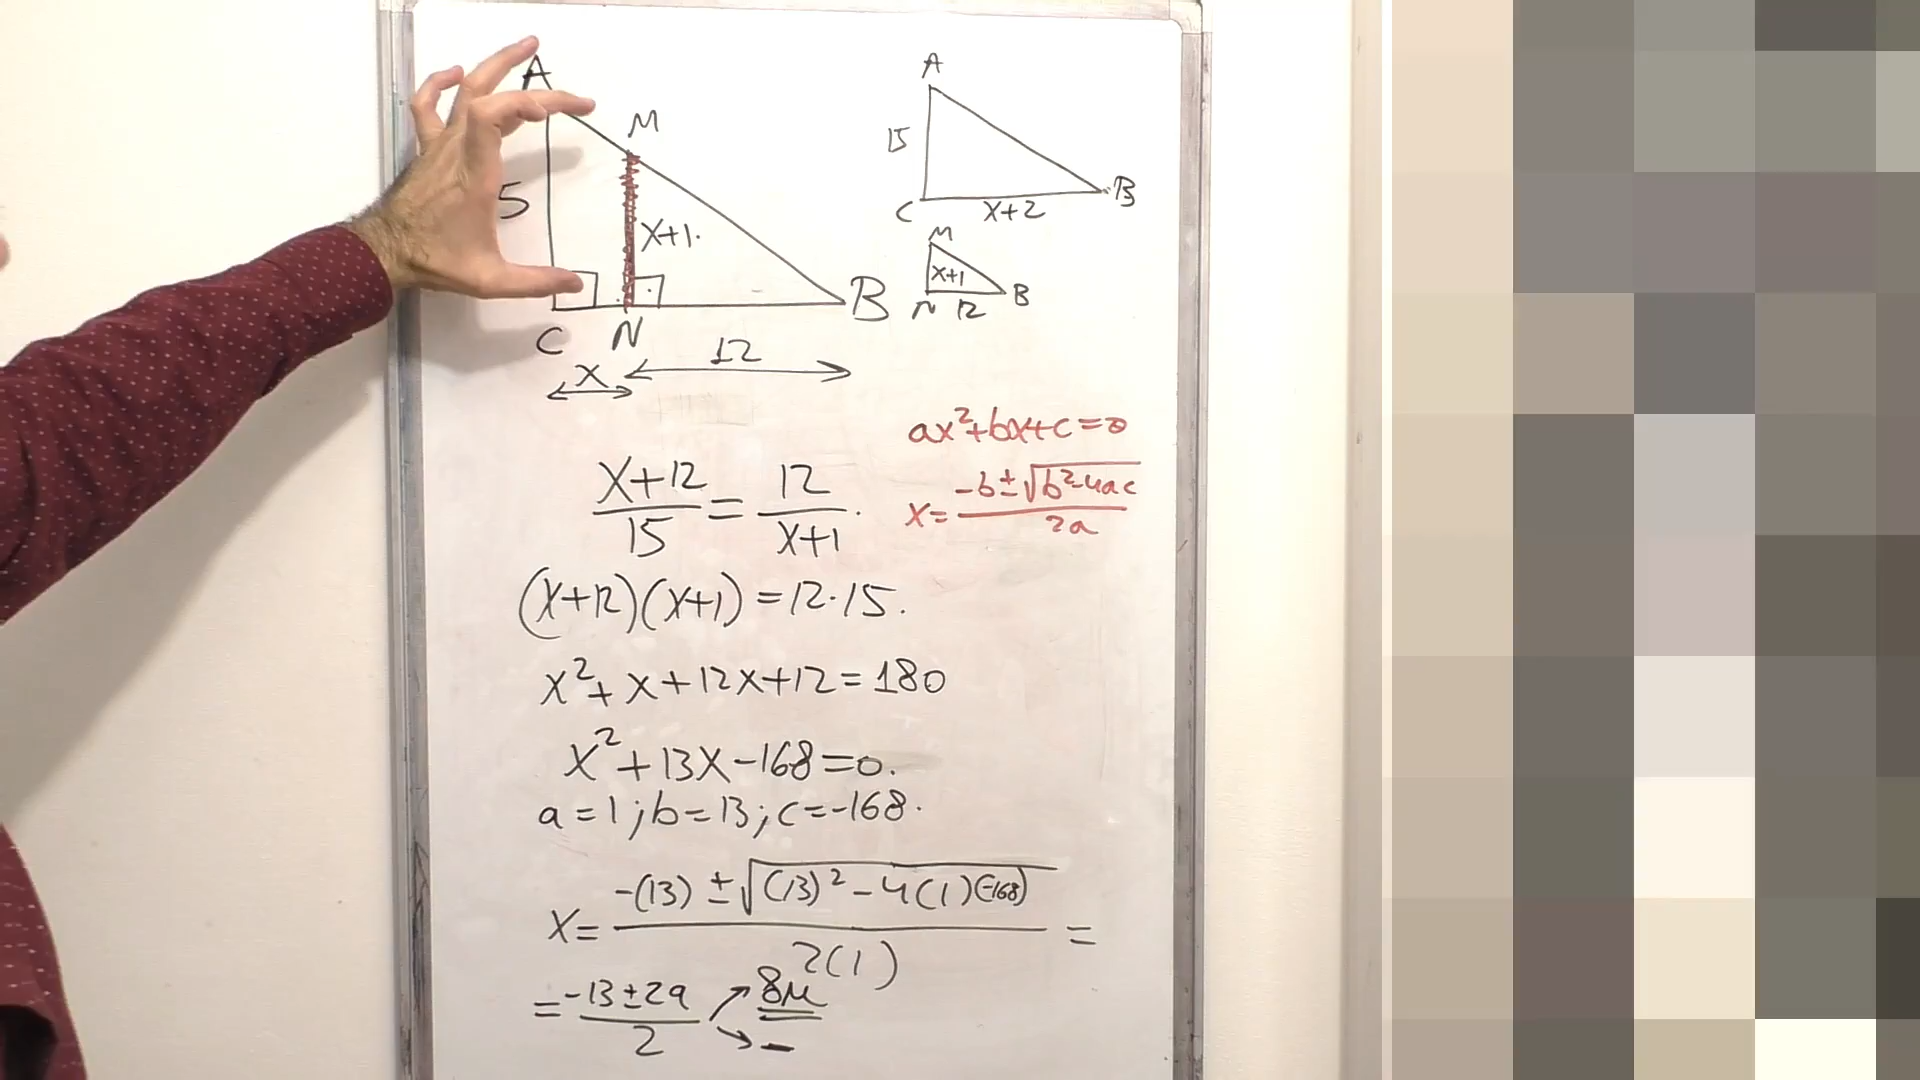 A
M
5
x+1.
C
N
B
12
x
A
15
C
x+2
B
M
x+1
N
12
B
ax²+bx+c=0
x= -b±√b²-4ac / 2a
x+12 / 15 = 12 / x+1 .
(x+12)(x+1)=12·15.
x²+x+12x+12=180
x²+13x-168=0.
a=1;b=13;c=-168.
x= -(13)±√(13)²-4(1)(-168) / 2(1) =
= -13±29 / 2 ↗ 8m
↘ -